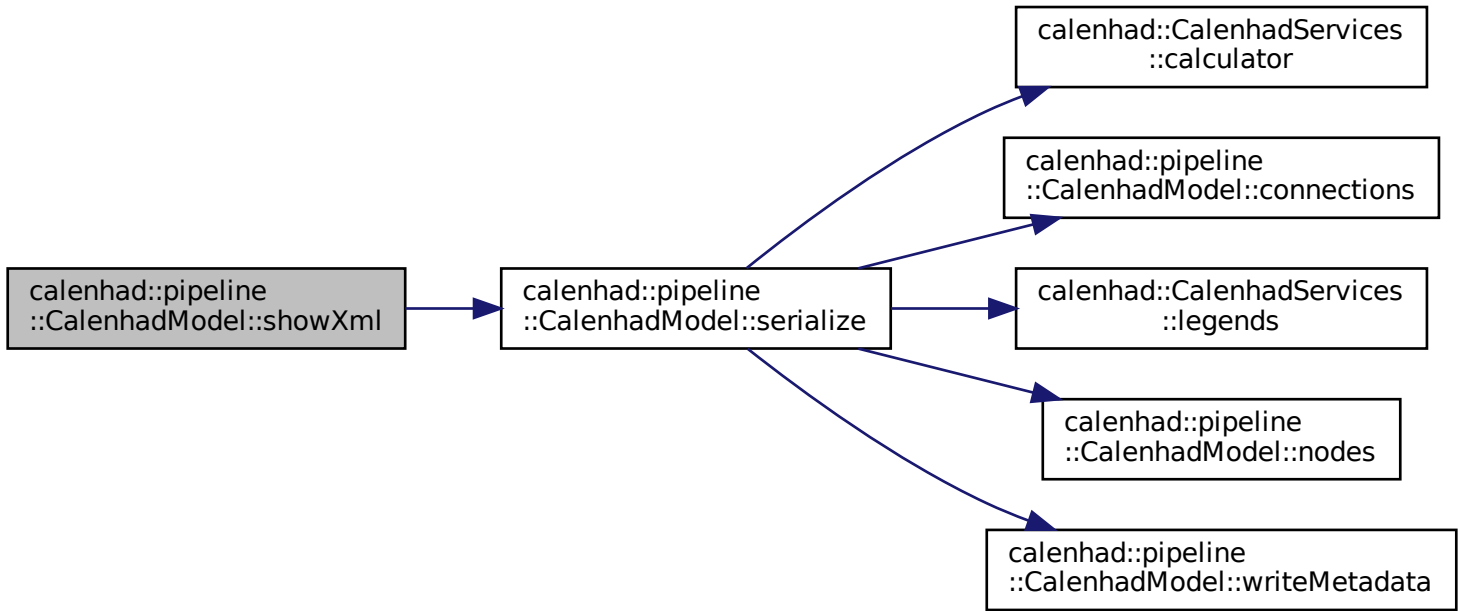 calenhad::pipeline
::CalenhadModel::showXml
calenhad::pipeline
::CalenhadModel::serialize
calenhad::CalenhadServices
::calculator
calenhad::pipeline
::CalenhadModel::connections
calenhad::CalenhadServices
::legends
calenhad::pipeline
::CalenhadModel::nodes
calenhad::pipeline
::CalenhadModel::writeMetadata